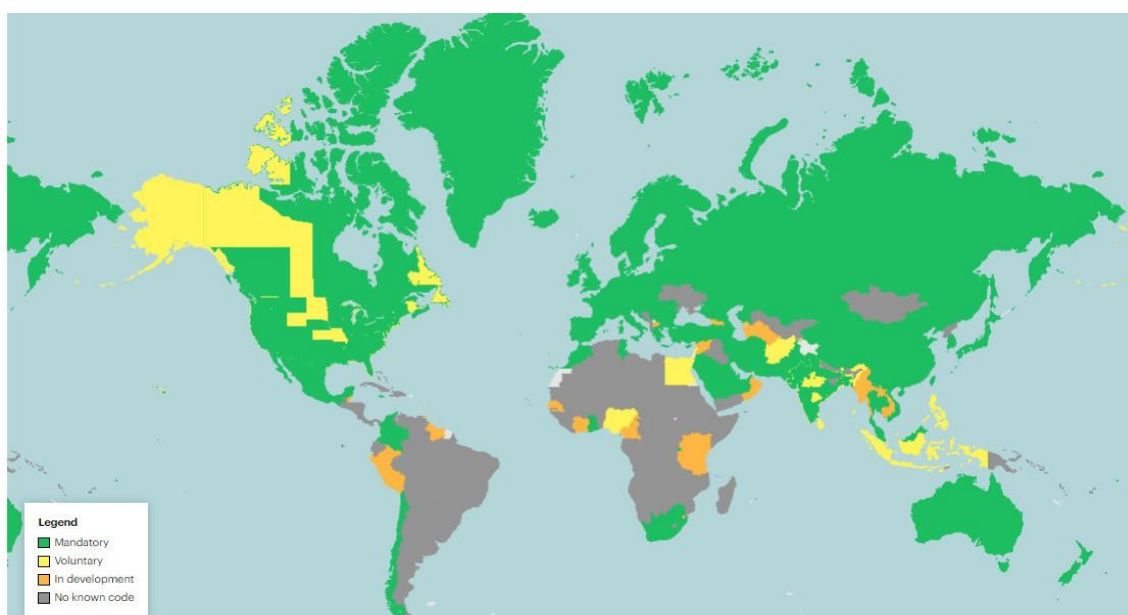 Legend
Mandatory
Voluntary
In development
No known code